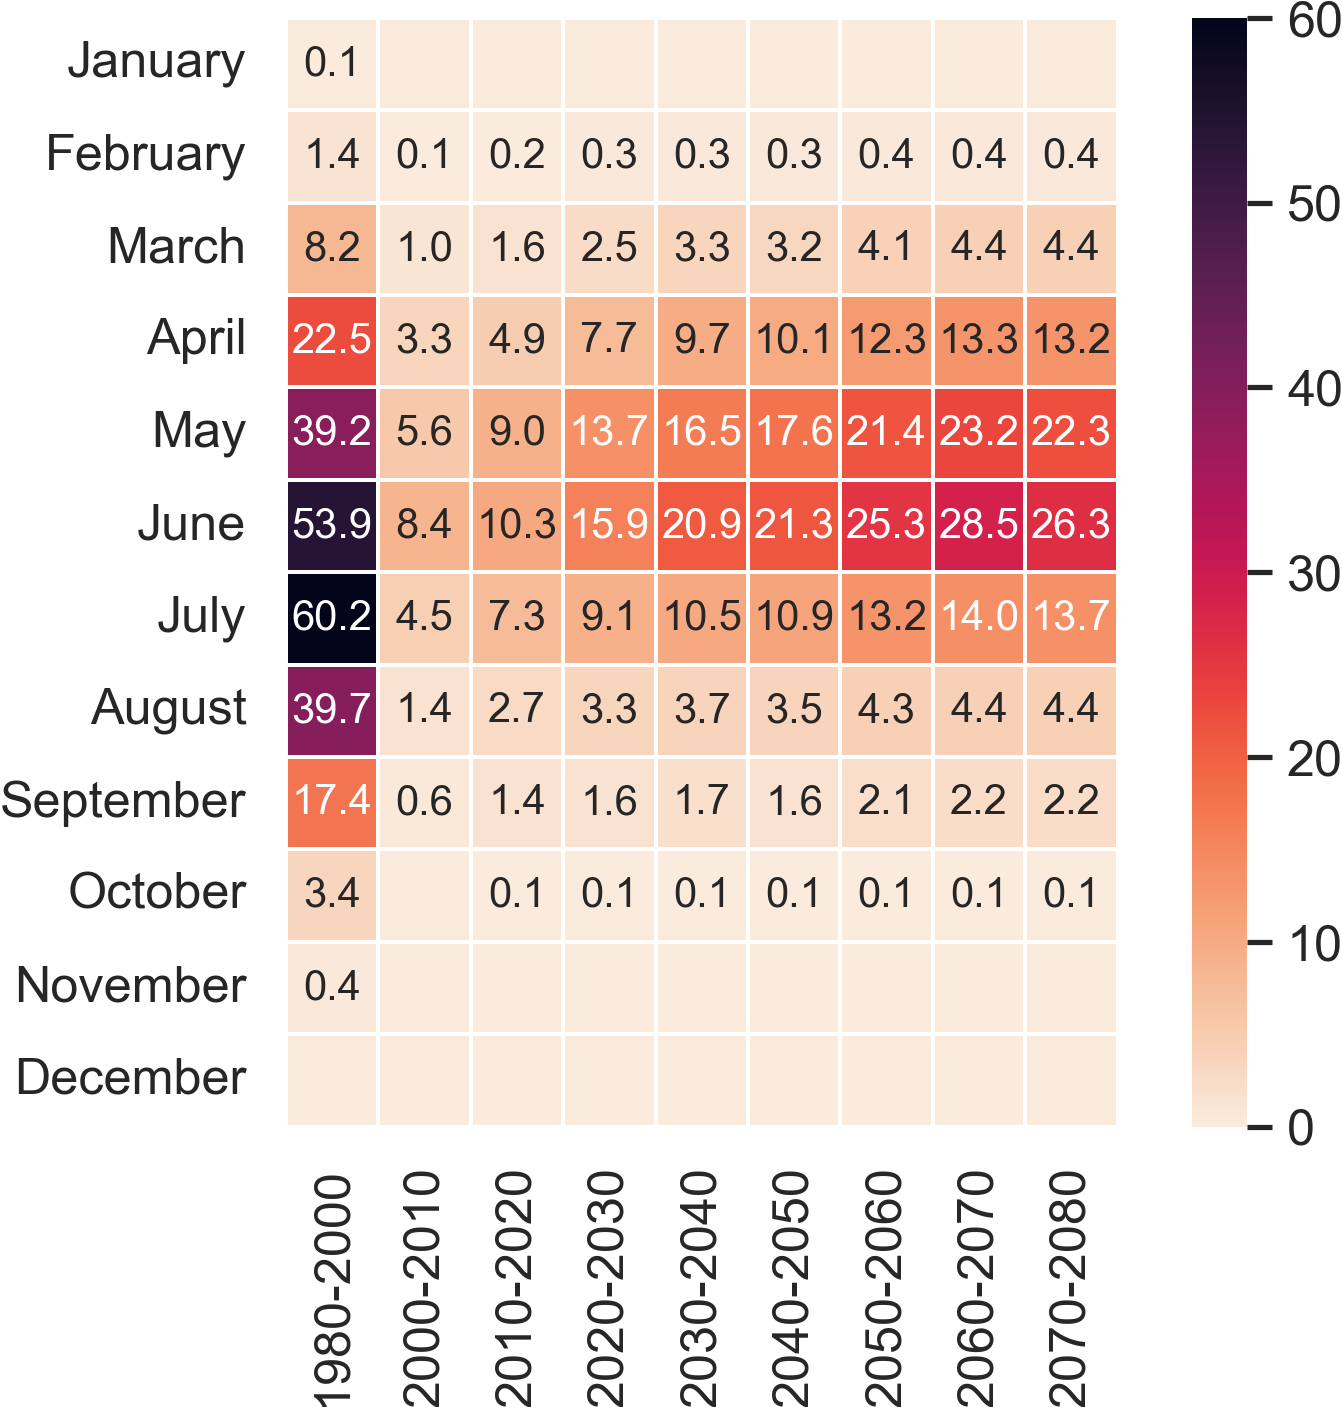 January 0.1
February 1.4 0.1 0.2 0.3 0.3 0.3 0.4 0.4 0.4
March 8.2 1.0 1.6 2.5 3.3 3.2 4.1 4.4 4.4
April 22.5 3.3 4.9 7.7 9.7 10.1 12.3 13.3 13.2
May 39.2 5.6 9.0 13.7 16.5 17.6 21.4 23.2 22.3
June 53.9 8.4 10.3 15.9 20.9 21.3 25.3 28.5 26.3
July 60.2 4.5 7.3 9.1 10.5 10.9 13.2 14.0 13.7
August 39.7 1.4 2.7 3.3 3.7 3.5 4.3 4.4 4.4
September 17.4 0.6 1.4 1.6 1.7 1.6 2.1 2.2 2.2
October 3.4 0.1 0.1 0.1 0.1 0.1 0.1 0.1
November 0.4
December
1980-2000
2000-2010
2010-2020
2020-2030
2030-2040
2040-2050
2050-2060
2060-2070
2070-2080
60
50
40
30
20
10
0